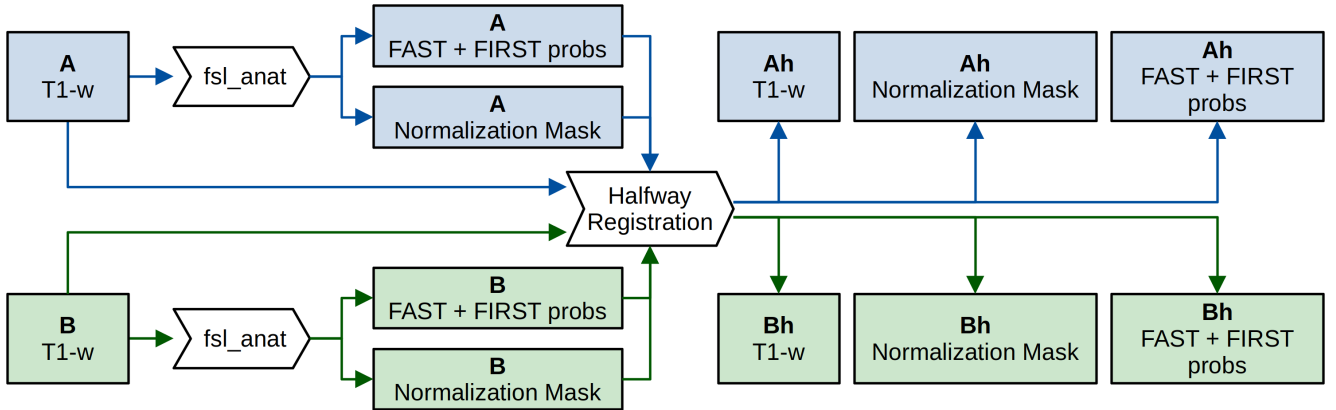 A
T1-w
fsl_anat
A
FAST + FIRST probs
A
Normalization Mask
Halfway
Registration
Ah
T1-w
Ah
Normalization Mask
Ah
FAST + FIRST
probs
B
T1-w
fsl_anat
B
FAST + FIRST probs
B
Normalization Mask
Bh
T1-w
Bh
Normalization Mask
Bh
FAST + FIRST
probs